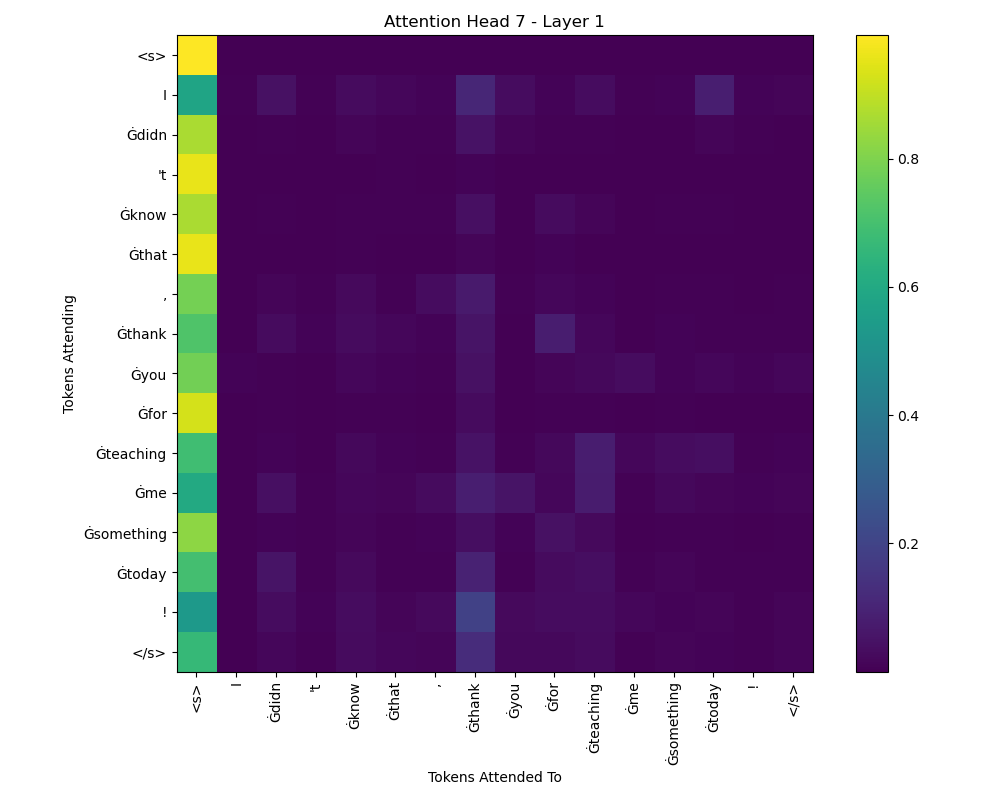 Attention Head 7 - Layer 1
<s>
I
Ġdidn
't
Ġknow
Ġthat
,
Ġthank
Ġyou
Ġfor
Ġteaching
Ġme
Ġsomething
Ġtoday
!
</s>
Tokens Attending
<s>
I
Ġdidn
't
Ġknow
Ġthat
,
Ġthank
Ġyou
Ġfor
Ġteaching
Ġme
Ġsomething
Ġtoday
!
</s>
Tokens Attended To
0.8
0.6
0.4
0.2